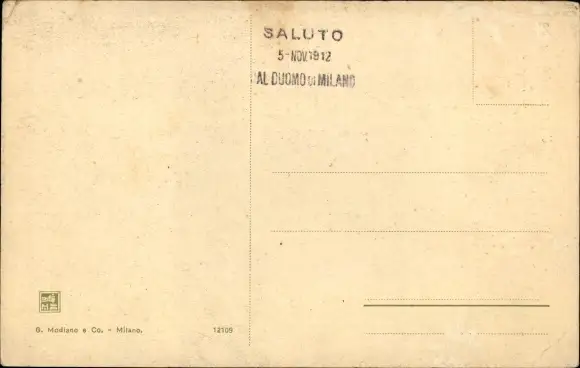 SALUTO
5-NOV.1912
AL DUOMO DI MILANO
G. Modiano e Co. - Milano.
12109